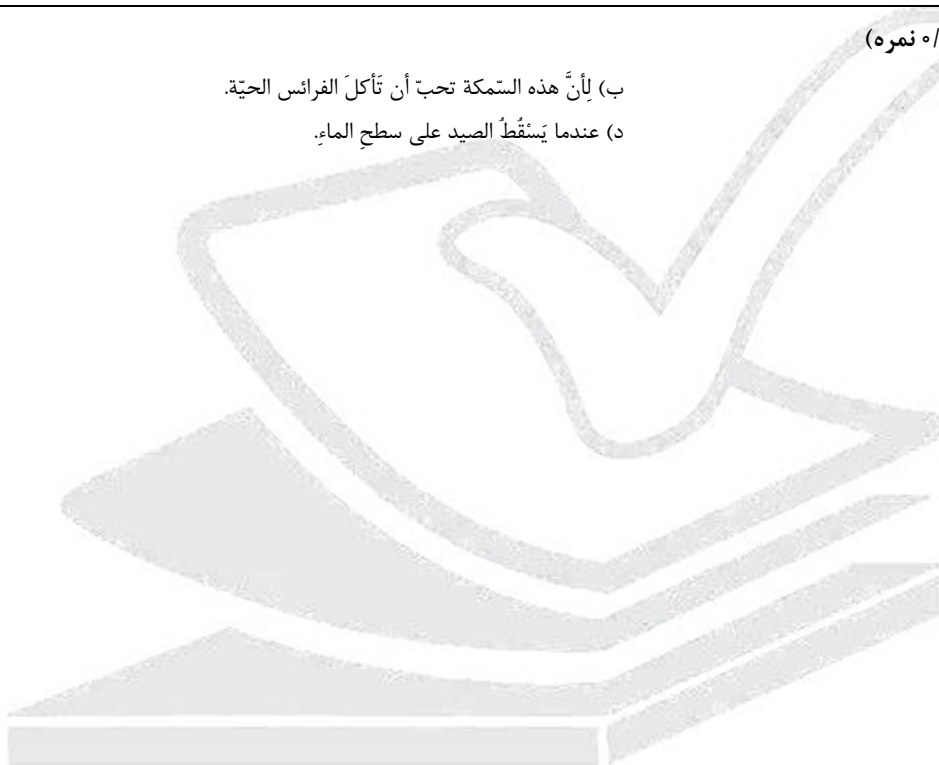 /۰ نمره)
ب) لِأنَّ هذه السّمكة تحبّ أن تَأكلَ الفرائس الحيّة.
د) عندما يَسْقُطُ الصيد على سطحِ الماءِ.